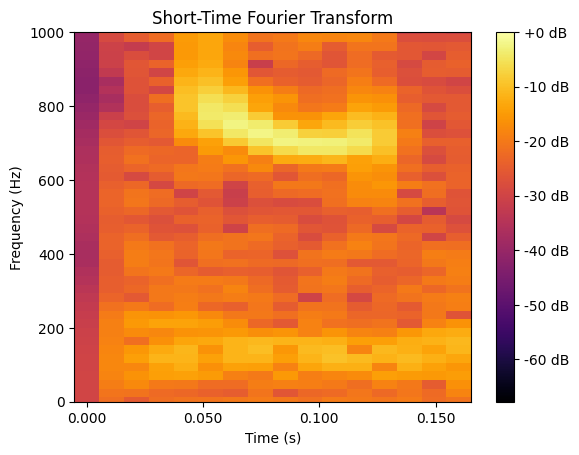 Short-Time Fourier Transform
1000
800
600
400
200
0
Frequency (Hz)
0.000
0.050
0.100
0.150
Time (s)
+0 dB
-10 dB
-20 dB
-30 dB
-40 dB
-50 dB
-60 dB